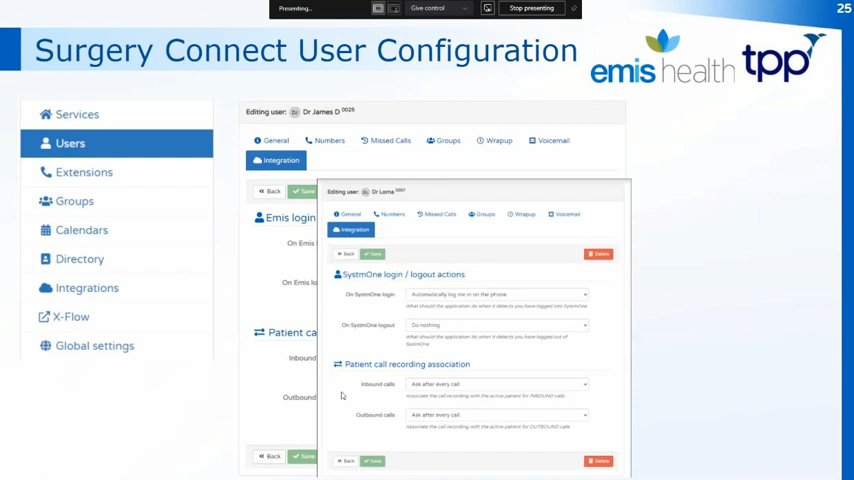 Presenting...
Give control
Stop presenting
25
Surgery Connect User Configuration
emis health
tpp
Services
Users
Extensions
Groups
Calendars
Directory
Integrations
X-Flow
Global settings
Editing user: DJ Dr James D 0025
General Numbers Missed Calls Groups Wrapup Voicemail
Integration
Back Save
Emis login
On Emis l
On Emis lo
Patient ca
Inbound
Outbound
Back Save
Editing user: DL Dr Lorna
General Numbers Missed Calls Groups Wrapup Voicemail
Integration
Back Save Delete
SystmOne login / logout actions
On SystmOne login Automatically log me in on the phone
What should the application do when it detects you have logged into SystmOne
On SystmOne logout Do nothing
What should the application do when it detects you have logged out of
SystmOne
Patient call recording association
Inbound calls Ask after every call
Associate the call recording with the active patient for INBOUND calls
Outbound calls Ask after every call
Associate the call recording with the active patient for OUTBOUND calls
Back Save Delete